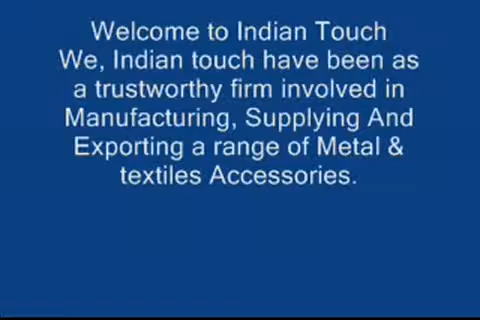 Welcome to Indian Touch
We, Indian touch have been as
a trustworthy firm involved in
Manufacturing, Supplying And
Exporting a range of Metal &
textiles Accessories.